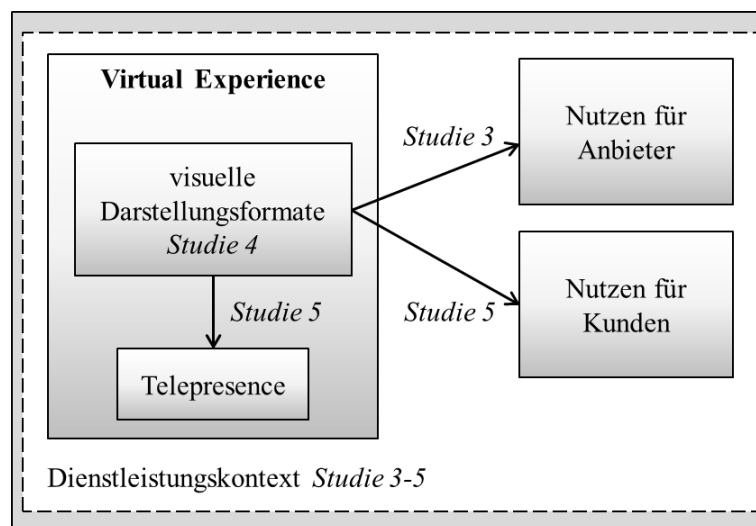 Virtual Experience
visuelle
Darstellungsformate
Studie 4
Studie 5
Telepresence
Studie 3
Studie 5
Nutzen für
Anbieter
Nutzen für
Kunden
Dienstleistungskontext Studie 3-5